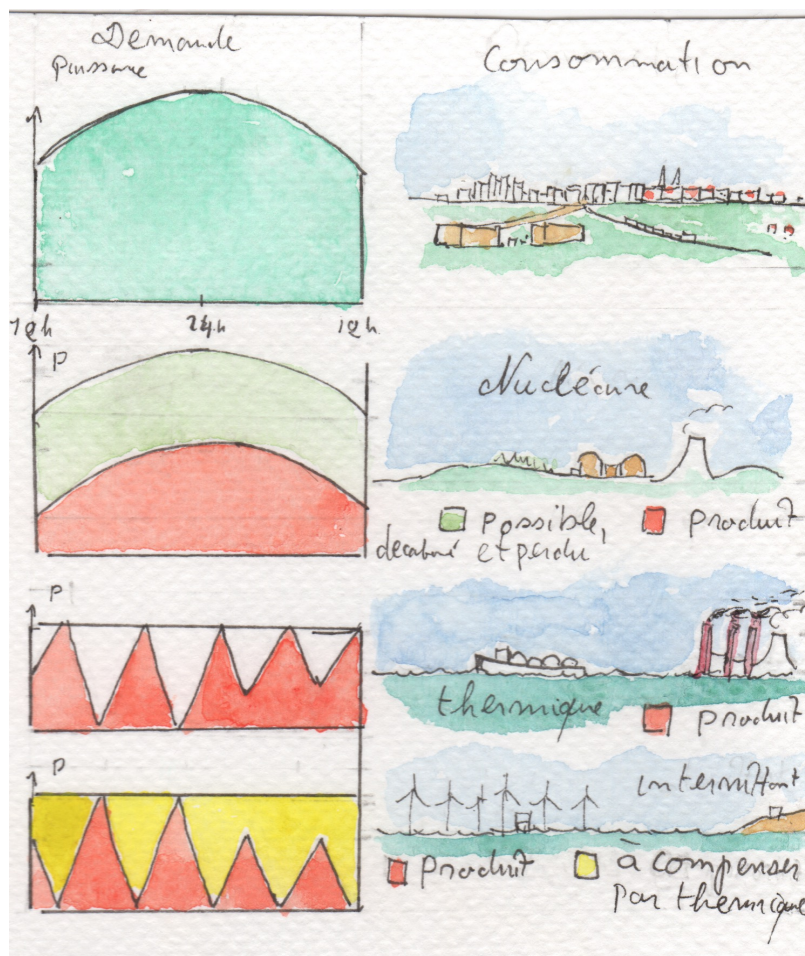 Demande
Puissance
Consommation
12h
24h
12h
P
Nucléaire
possible,
décarboné et perdu
Produit
P
thermique
Produit
P
intermittent
Produit
à compenser
par thermique